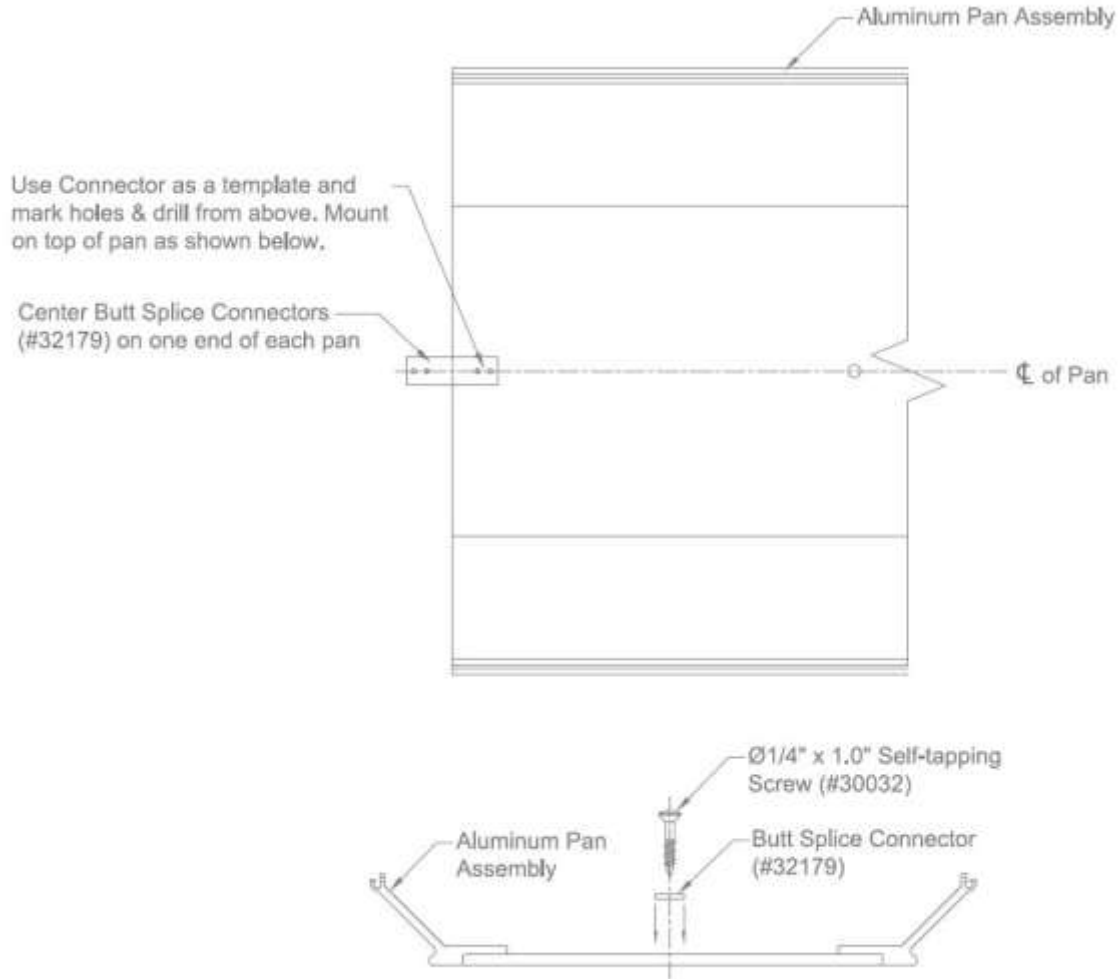 Aluminum Pan Assembly
Use Connector as a template and
mark holes & drill from above. Mount
on top of pan as shown below.
Center Butt Splice Connectors
(#32179) on one end of each pan
℄ of Pan
Ø1/4" x 1.0" Self-tapping
Screw (#30032)
Aluminum Pan
Assembly
Butt Splice Connector
(#32179)